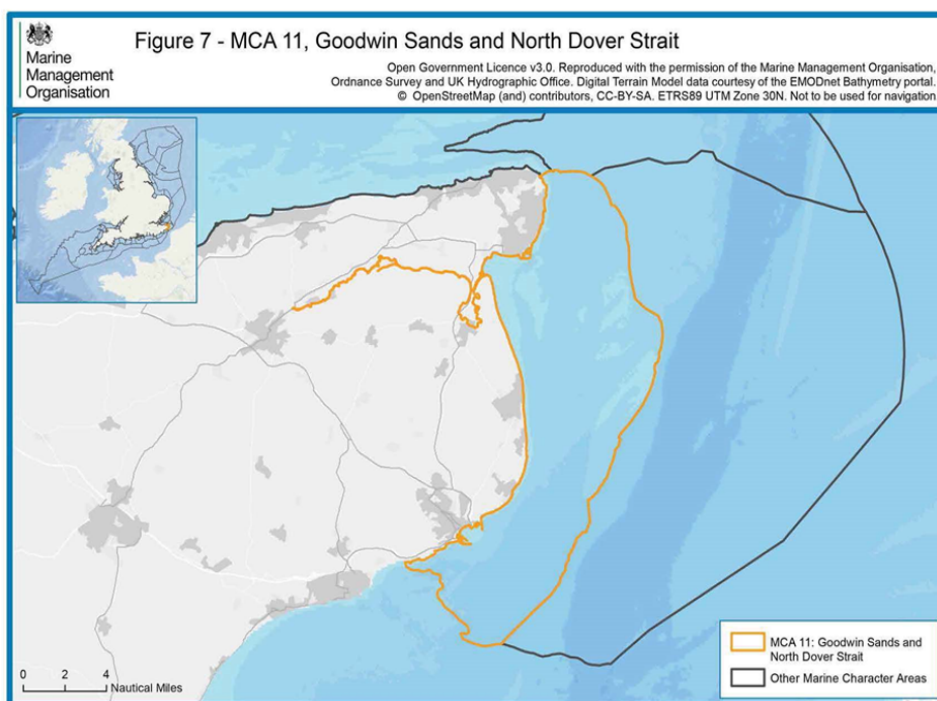 Marine
Management
Organisation
Figure 7 - MCA 11, Goodwin Sands and North Dover Strait
Open Government Licence v3.0. Reproduced with the permission of the Marine Management Organisation,
Ordnance Survey and UK Hydrographic Office. Digital Terrain Model data courtesy of the EMODnet Bathymetry portal.
© OpenStreetMap (and) contributors, CC-BY-SA. ETRS89 UTM Zone 30N. Not to be used for navigation
MCA 11: Goodwin Sands and
North Dover Strait
Other Marine Character Areas
0 2 4
Nautical Miles